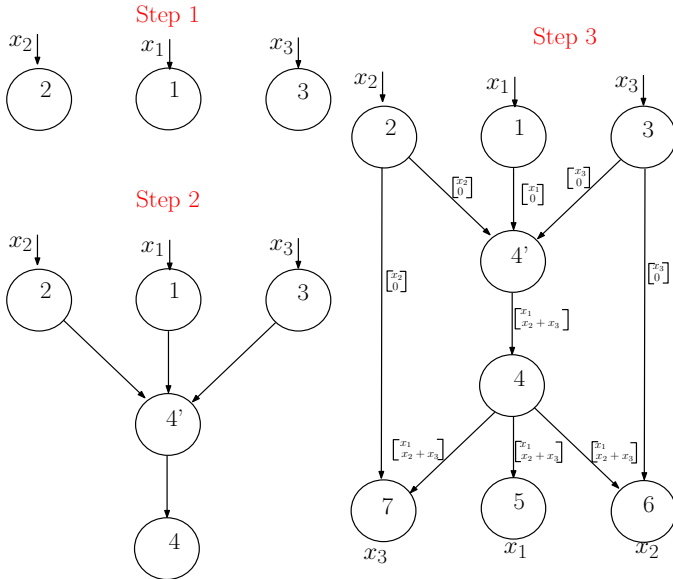 Step 1
x₂ x₁ x₃
2 1 3
Step 2
x₂ x₁ x₃
2 1 3
4'
4
Step 3
x₂ x₁ x₃
2 1 3
[x₂ 0] [x₁ 0] [x₃ 0]
4'
[x₂ 0] [x₃ 0]
[x₁ x₂ + x₃]
4
[x₁ x₂ + x₃] [x₁ x₂ + x₃] [x₁ x₂ + x₃]
7 5 6
x₃ x₁ x₂